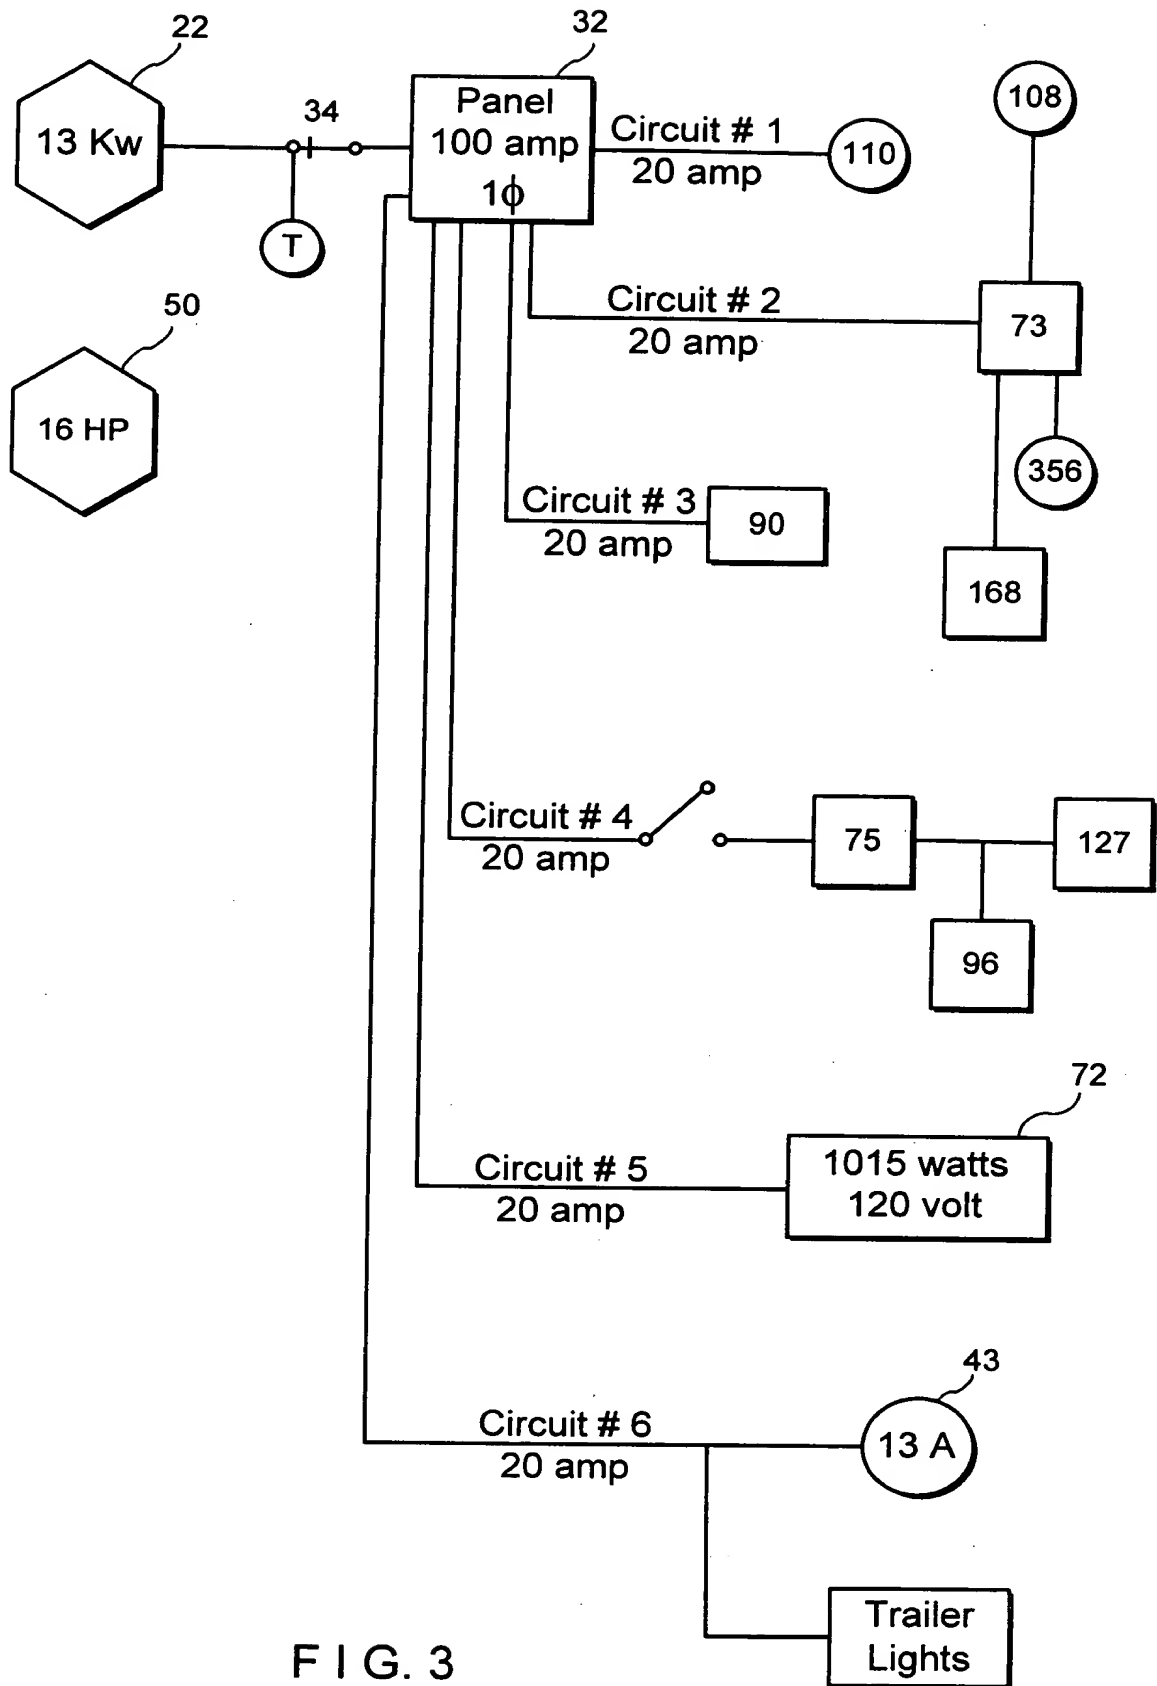 22
32
34
13 Kw
T
Panel
100 amp
1ϕ
Circuit # 1
20 amp
110
108
Circuit # 2
20 amp
73
356
168
50
16 HP
Circuit # 3
20 amp
90
Circuit # 4
20 amp
75
127
96
72
Circuit # 5
20 amp
1015 watts
120 volt
43
Circuit # 6
20 amp
13 A
Trailer
Lights
FIG. 3